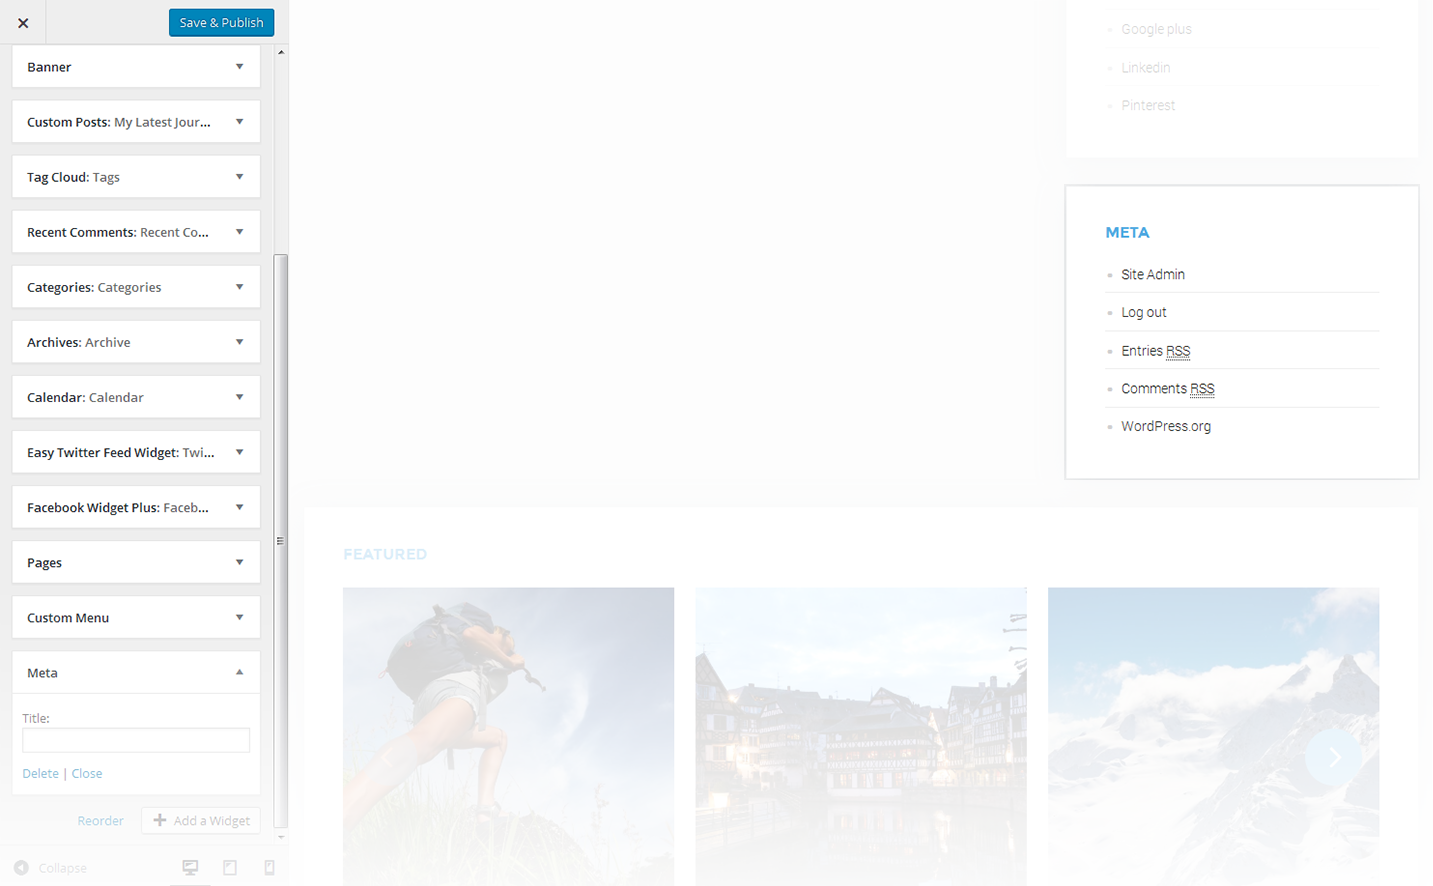 Save & Publish
Banner
Custom Posts: My Latest Jour...
Tag Cloud: Tags
Recent Comments: Recent Co...
Categories: Categories
Archives: Archive
Calendar: Calendar
Easy Twitter Feed Widget: Twi...
Facebook Widget Plus: Faceb...
Pages
Custom Menu
Meta
Title:
Delete | Close
Reorder
Add a Widget
Collapse
Google plus
Linkedin
Pinterest
META
Site Admin
Log out
Entries RSS
Comments RSS
WordPress.org
FEATURED